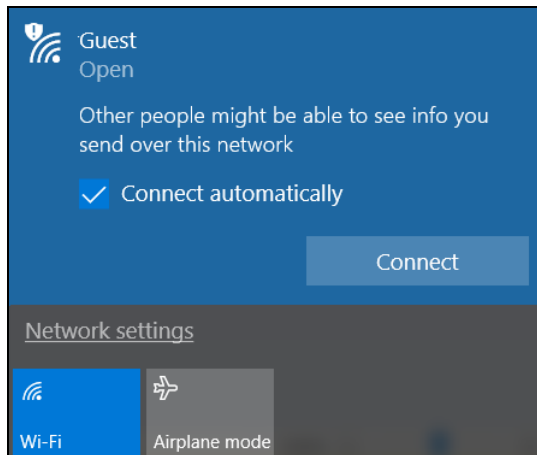 Guest
Open
Other people might be able to see info you
send over this network
Connect automatically
Connect
Network settings
Wi-Fi
Airplane mode